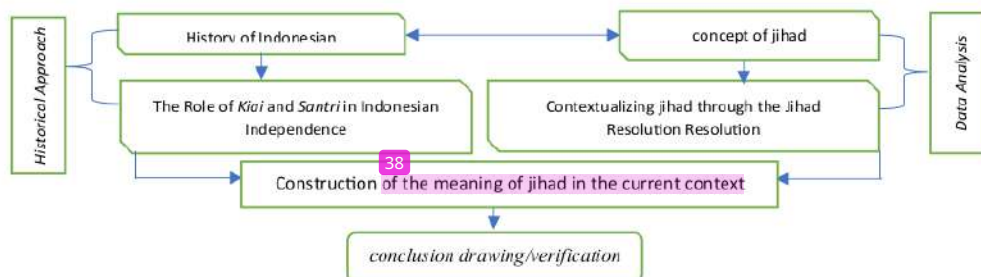 Historical Approach
History of Indonesian
concept of jihad
Data Analysis
The Role of Kiai and Santri in Indonesian
Independence
Contextualizing jihad through the Jihad
Resolution Resolution
38
Construction of the meaning of jihad in the current context
conclusion drawing/verification